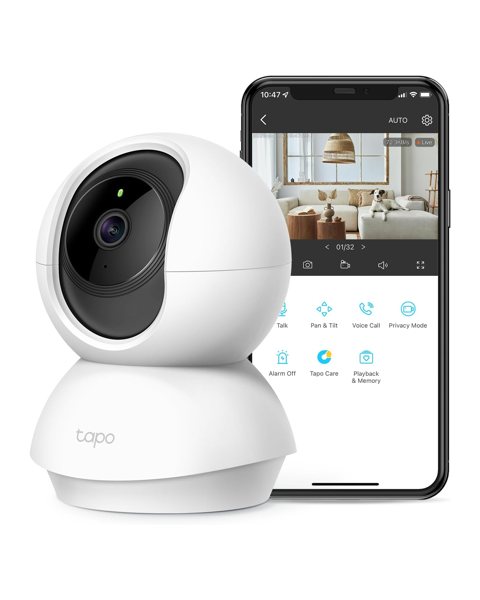 10:47
AUTO
Live
< 01/32 >
Talk
Pan & Tilt
Voice Call
Privacy Mode
Alarm Off
Tapo Care
Playback
& Memory
tapo